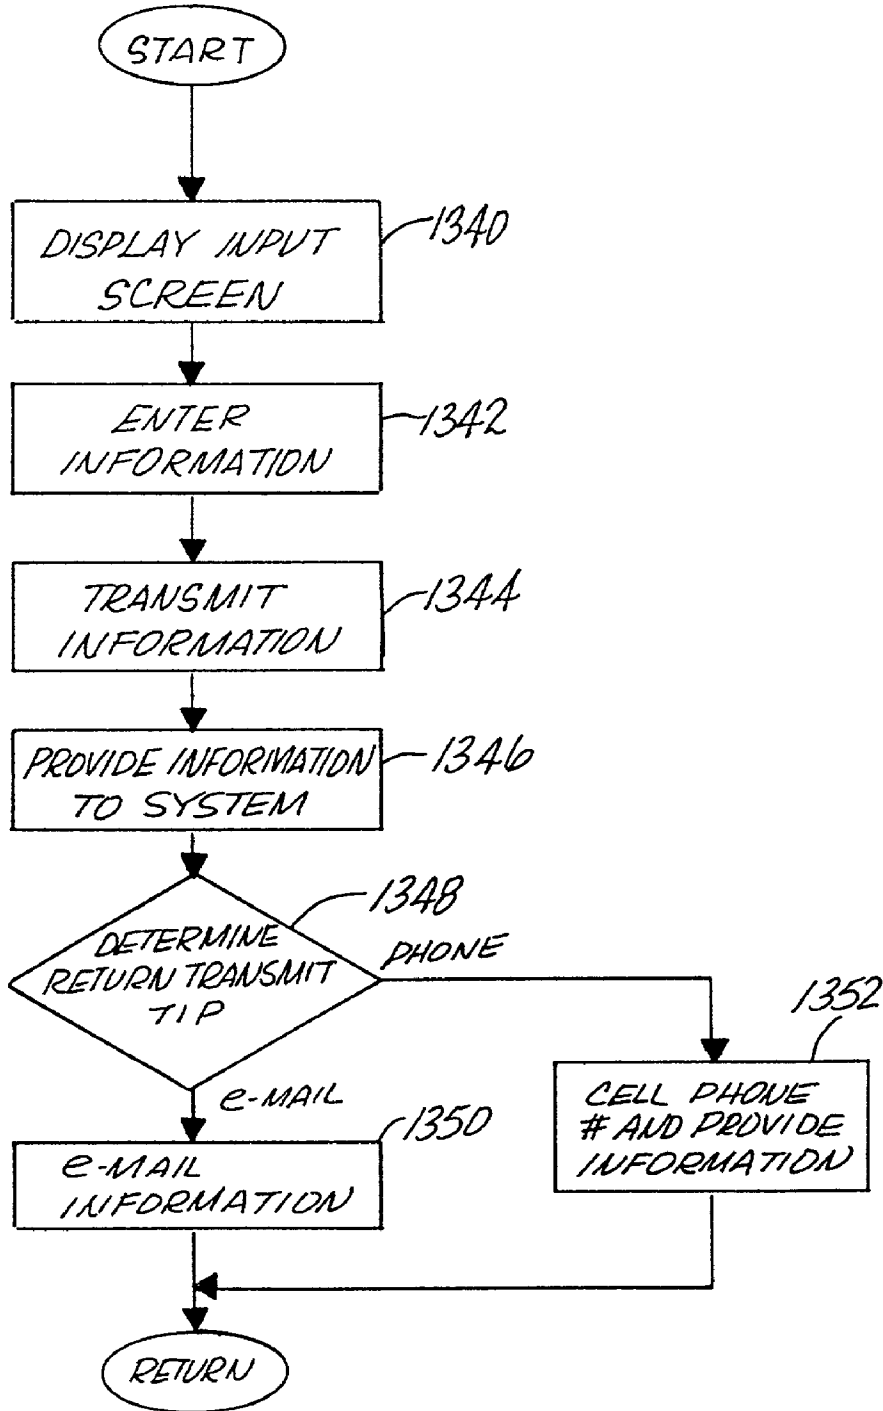 START
DISPLAY INPUT
SCREEN
1340
ENTER
INFORMATION
1342
TRANSMIT
INFORMATION
1344
PROVIDE INFORMATION
TO SYSTEM
1346
DETERMINE
RETURN TRANSMIT
TIP
1348
PHONE
e-MAIL
1352
CELL PHONE
# AND PROVIDE
INFORMATION
1350
e-MAIL
INFORMATION
RETURN